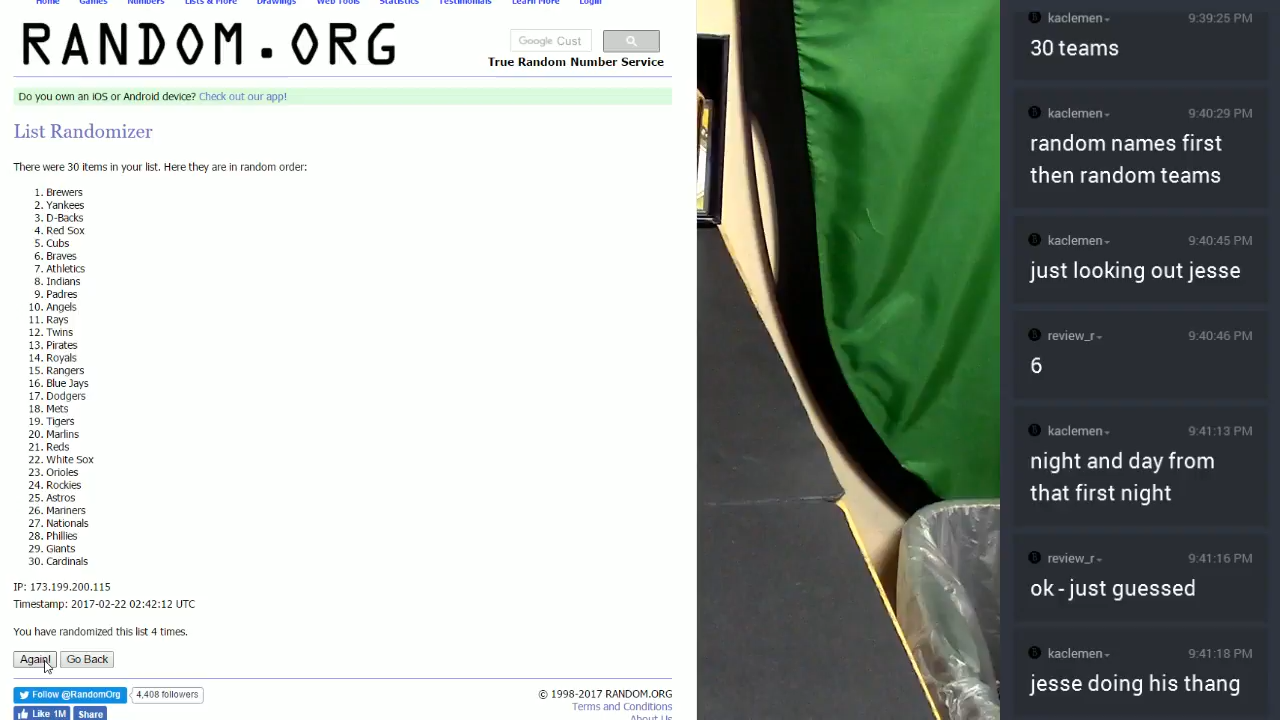 Home Games Numbers Lists & More Drawings Web Tools Statistics Testimonials Learn More Login
RANDOM.ORG
Google Cust
True Random Number Service
Do you own an iOS or Android device? Check out our app!
List Randomizer
There were 30 items in your list. Here they are in random order:
1. Brewers
2. Yankees
3. D-Backs
4. Red Sox
5. Cubs
6. Braves
7. Athletics
8. Indians
9. Padres
10. Angels
11. Rays
12. Twins
13. Pirates
14. Royals
15. Rangers
16. Blue Jays
17. Dodgers
18. Mets
19. Tigers
20. Marlins
21. Reds
22. White Sox
23. Orioles
24. Rockies
25. Astros
26. Mariners
27. Nationals
28. Phillies
29. Giants
30. Cardinals
IP: 173.199.200.115
Timestamp: 2017-02-22 02:42:12 UTC
You have randomized this list 4 times.
Again! Go Back
Follow @RandomOrg 4,408 followers
Like 1M Share
© 1998-2017 RANDOM.ORG
Terms and Conditions
About Us
kaclemen 9:39:25 PM
30 teams
kaclemen 9:40:29 PM
random names first
then random teams
kaclemen 9:40:45 PM
just looking out jesse
review_r 9:40:46 PM
6
kaclemen 9:41:13 PM
night and day from
that first night
review_r 9:41:16 PM
ok - just guessed
kaclemen 9:41:18 PM
jesse doing his thang